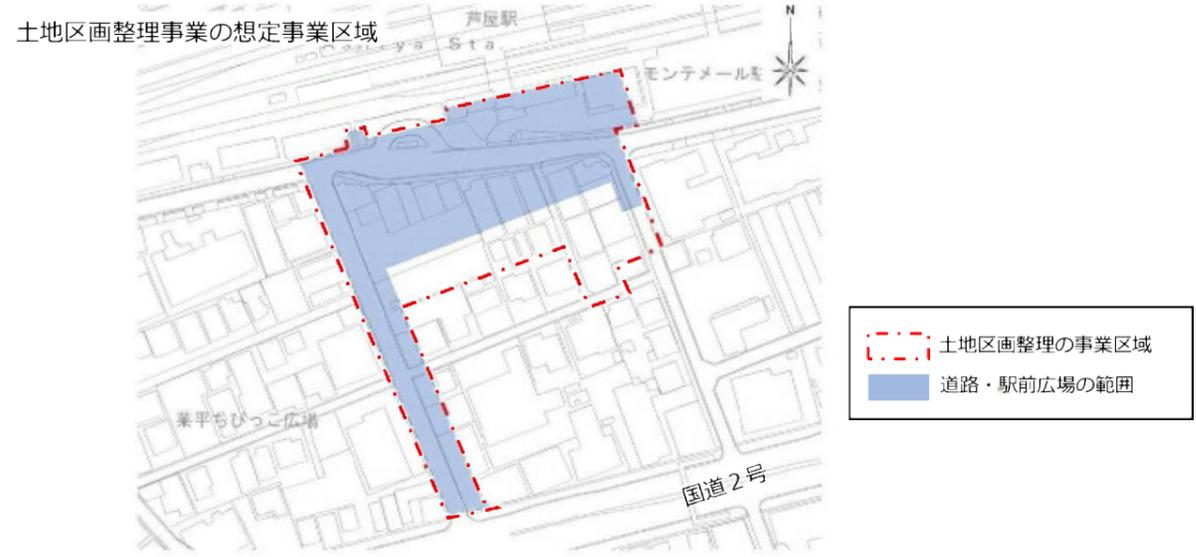 土地区画整理事業の想定事業区域
芦屋駅
Sta.
N
モンテメール
土地区画整理の事業区域
道路・駅前広場の範囲
業平ちびっこ広場
国道２号